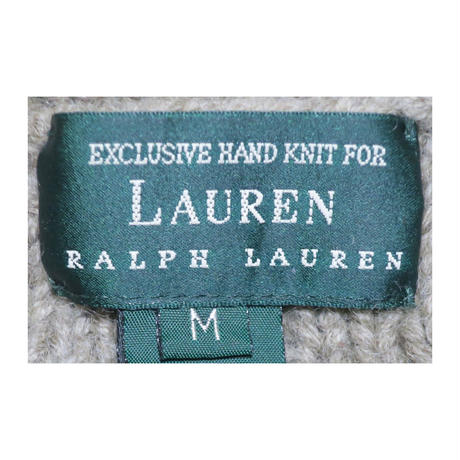 EXCLUSIVE HAND KNIT FOR
LAUREN
RALPH LAUREN
M